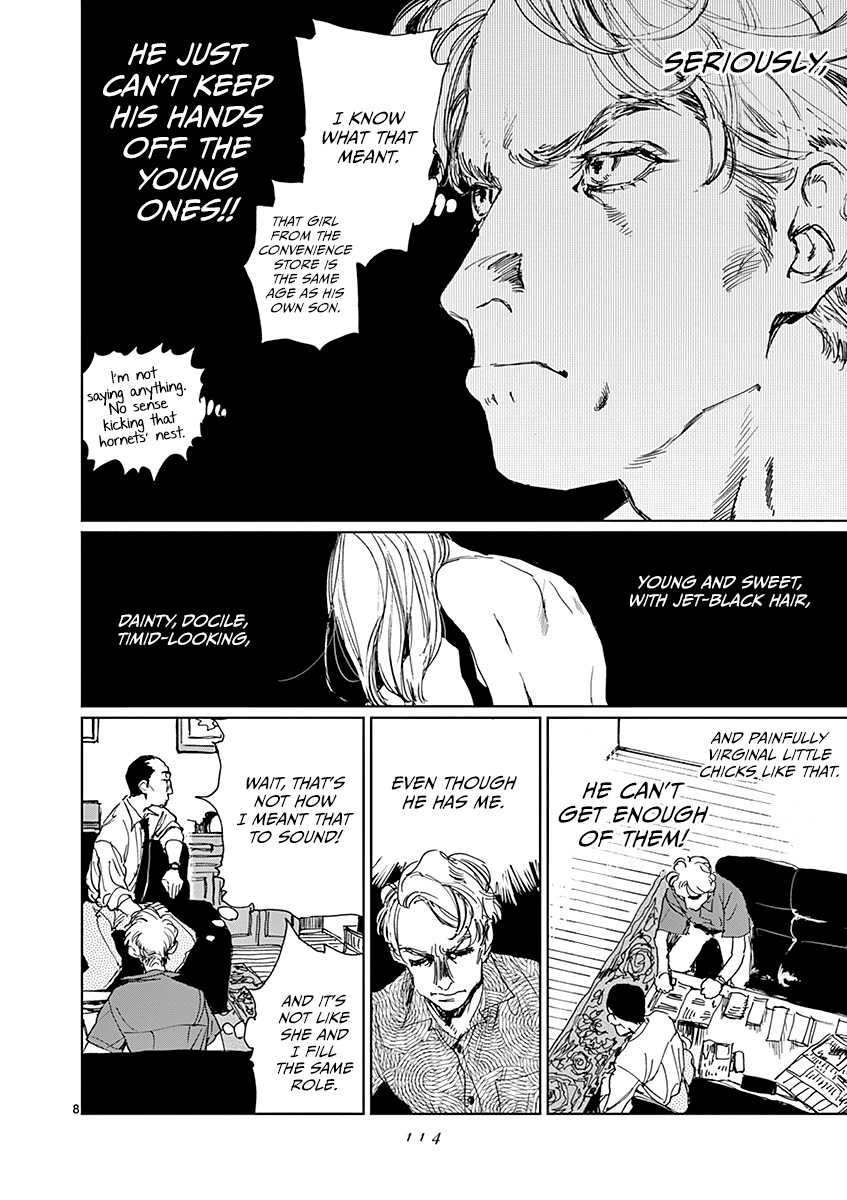 SERIOUSLY,
I KNOW
WHAT THAT
MEANT.
THAT GIRL
FROM THE
CONVENIENCE
STORE IS
THE SAME
AGE AS HIS
OWN SON.
HE JUST
CAN'T KEEP
HIS HANDS
OFF THE
YOUNG
ONES!!
I'm not
saying anything.
No sense
kicking that
hornets' nest.
YOUNG AND SWEET,
WITH JET-BLACK HAIR,
DAINTY, DOCILE,
TIMID-LOOKING,
AND PAINFULLY
VIRGINAL LITTLE
CHICKS LIKE THAT.
HE CAN'T
GET ENOUGH
OF THEM!
EVEN THOUGH
HE HAS ME.
WAIT, THAT'S
NOT HOW
I MEANT THAT
TO SOUND!
AND IT'S
NOT LIKE
SHE AND
I FILL
THE SAME
ROLE.
8
114